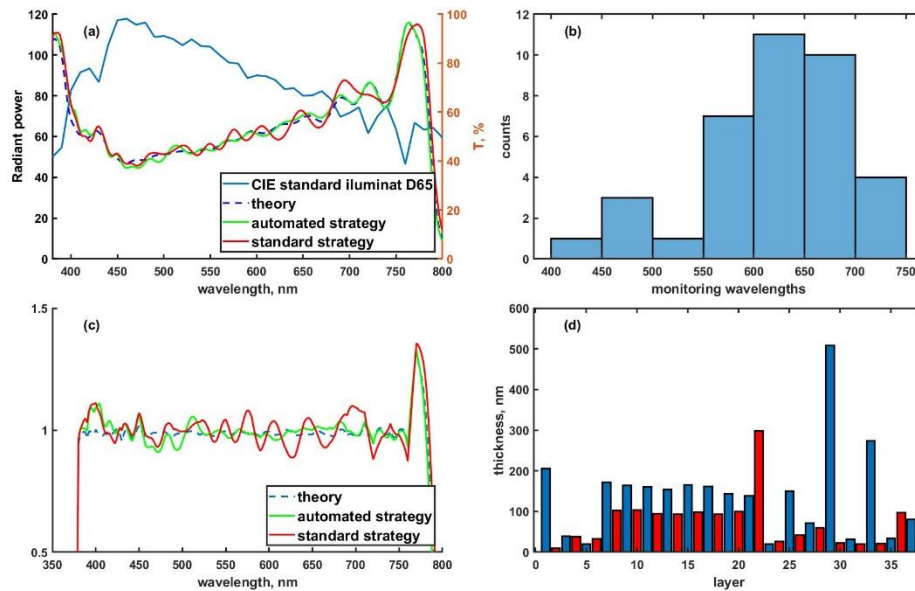 (a)
Radiant power
120
100
80
60
40
20
0
CIE standard iluminat D65
theory
automated strategy
standard strategy
100
80
60
40
20
0
T, %
400 450 500 550 600 650 700 750 800
wavelength, nm
(b)
counts
12
10
8
6
4
2
0
400 450 500 550 600 650 700 750
monitoring wavelengths
(c)
1.5
1
0.5
theory
automated strategy
standard strategy
350 400 450 500 550 600 650 700 750 800
wavelength, nm
(d)
thickness, nm
600
500
400
300
200
100
0
0 5 10 15 20 25 30 35
layer